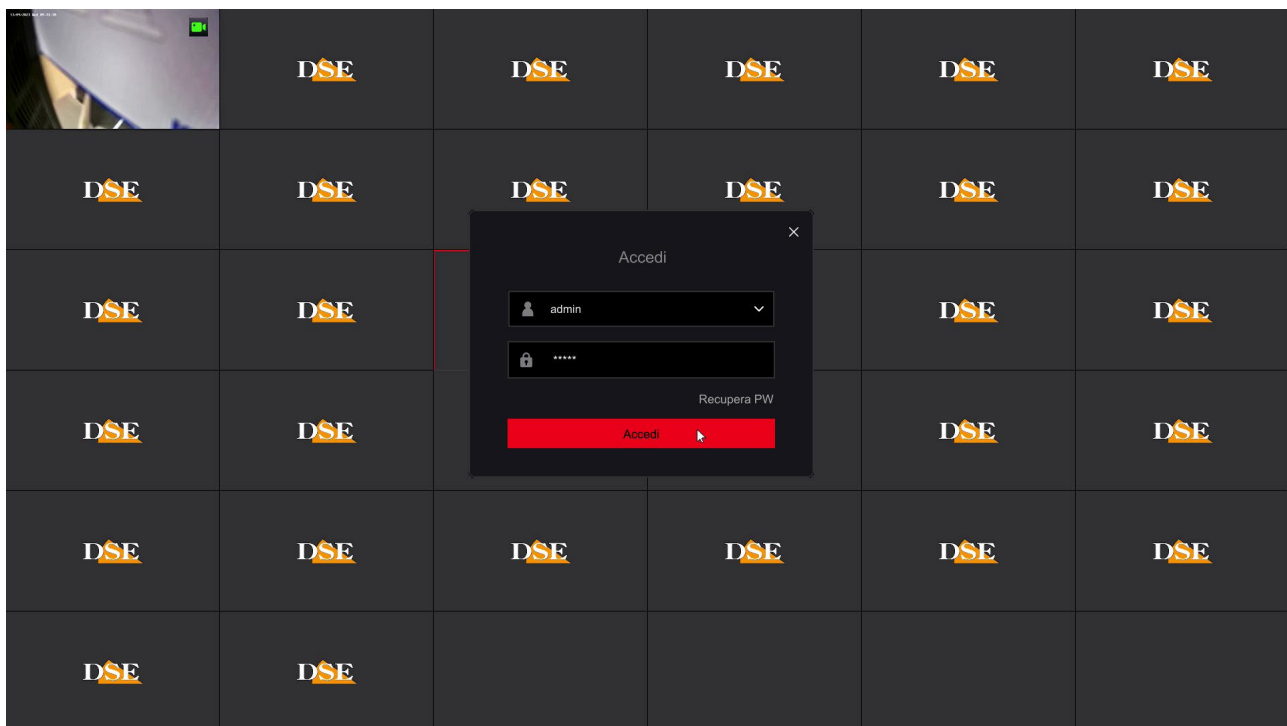 DSE DSE DSE DSE DSE
DSE DSE DSE DSE DSE DSE
Accedi
DSE DSE admin DSE DSE
*****
Recupera PW
DSE DSE Accedi DSE DSE
DSE DSE DSE DSE DSE DSE
DSE DSE